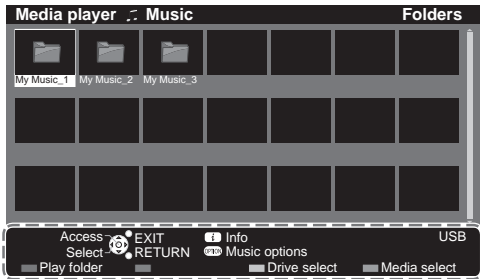 Media player ♫ Music Folders
My Music_1 My Music_2 My Music_3
Access EXIT i Info USB
Select RETURN OPTION Music options
Play folder Drive select Media select